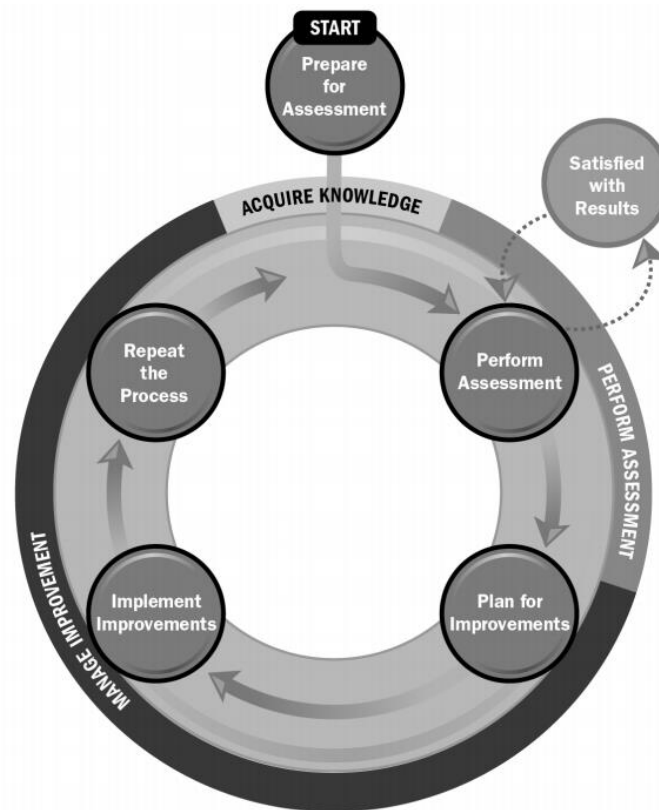 START
Prepare
for
Assessment
Satisfied
with
Results
ACQUIRE KNOWLEDGE
Repeat
the
Process
Perform
Assessment
PERFORM ASSESSMENT
Implement
Improvements
Plan for
Improvements
MANAGE IMPROVEMENT